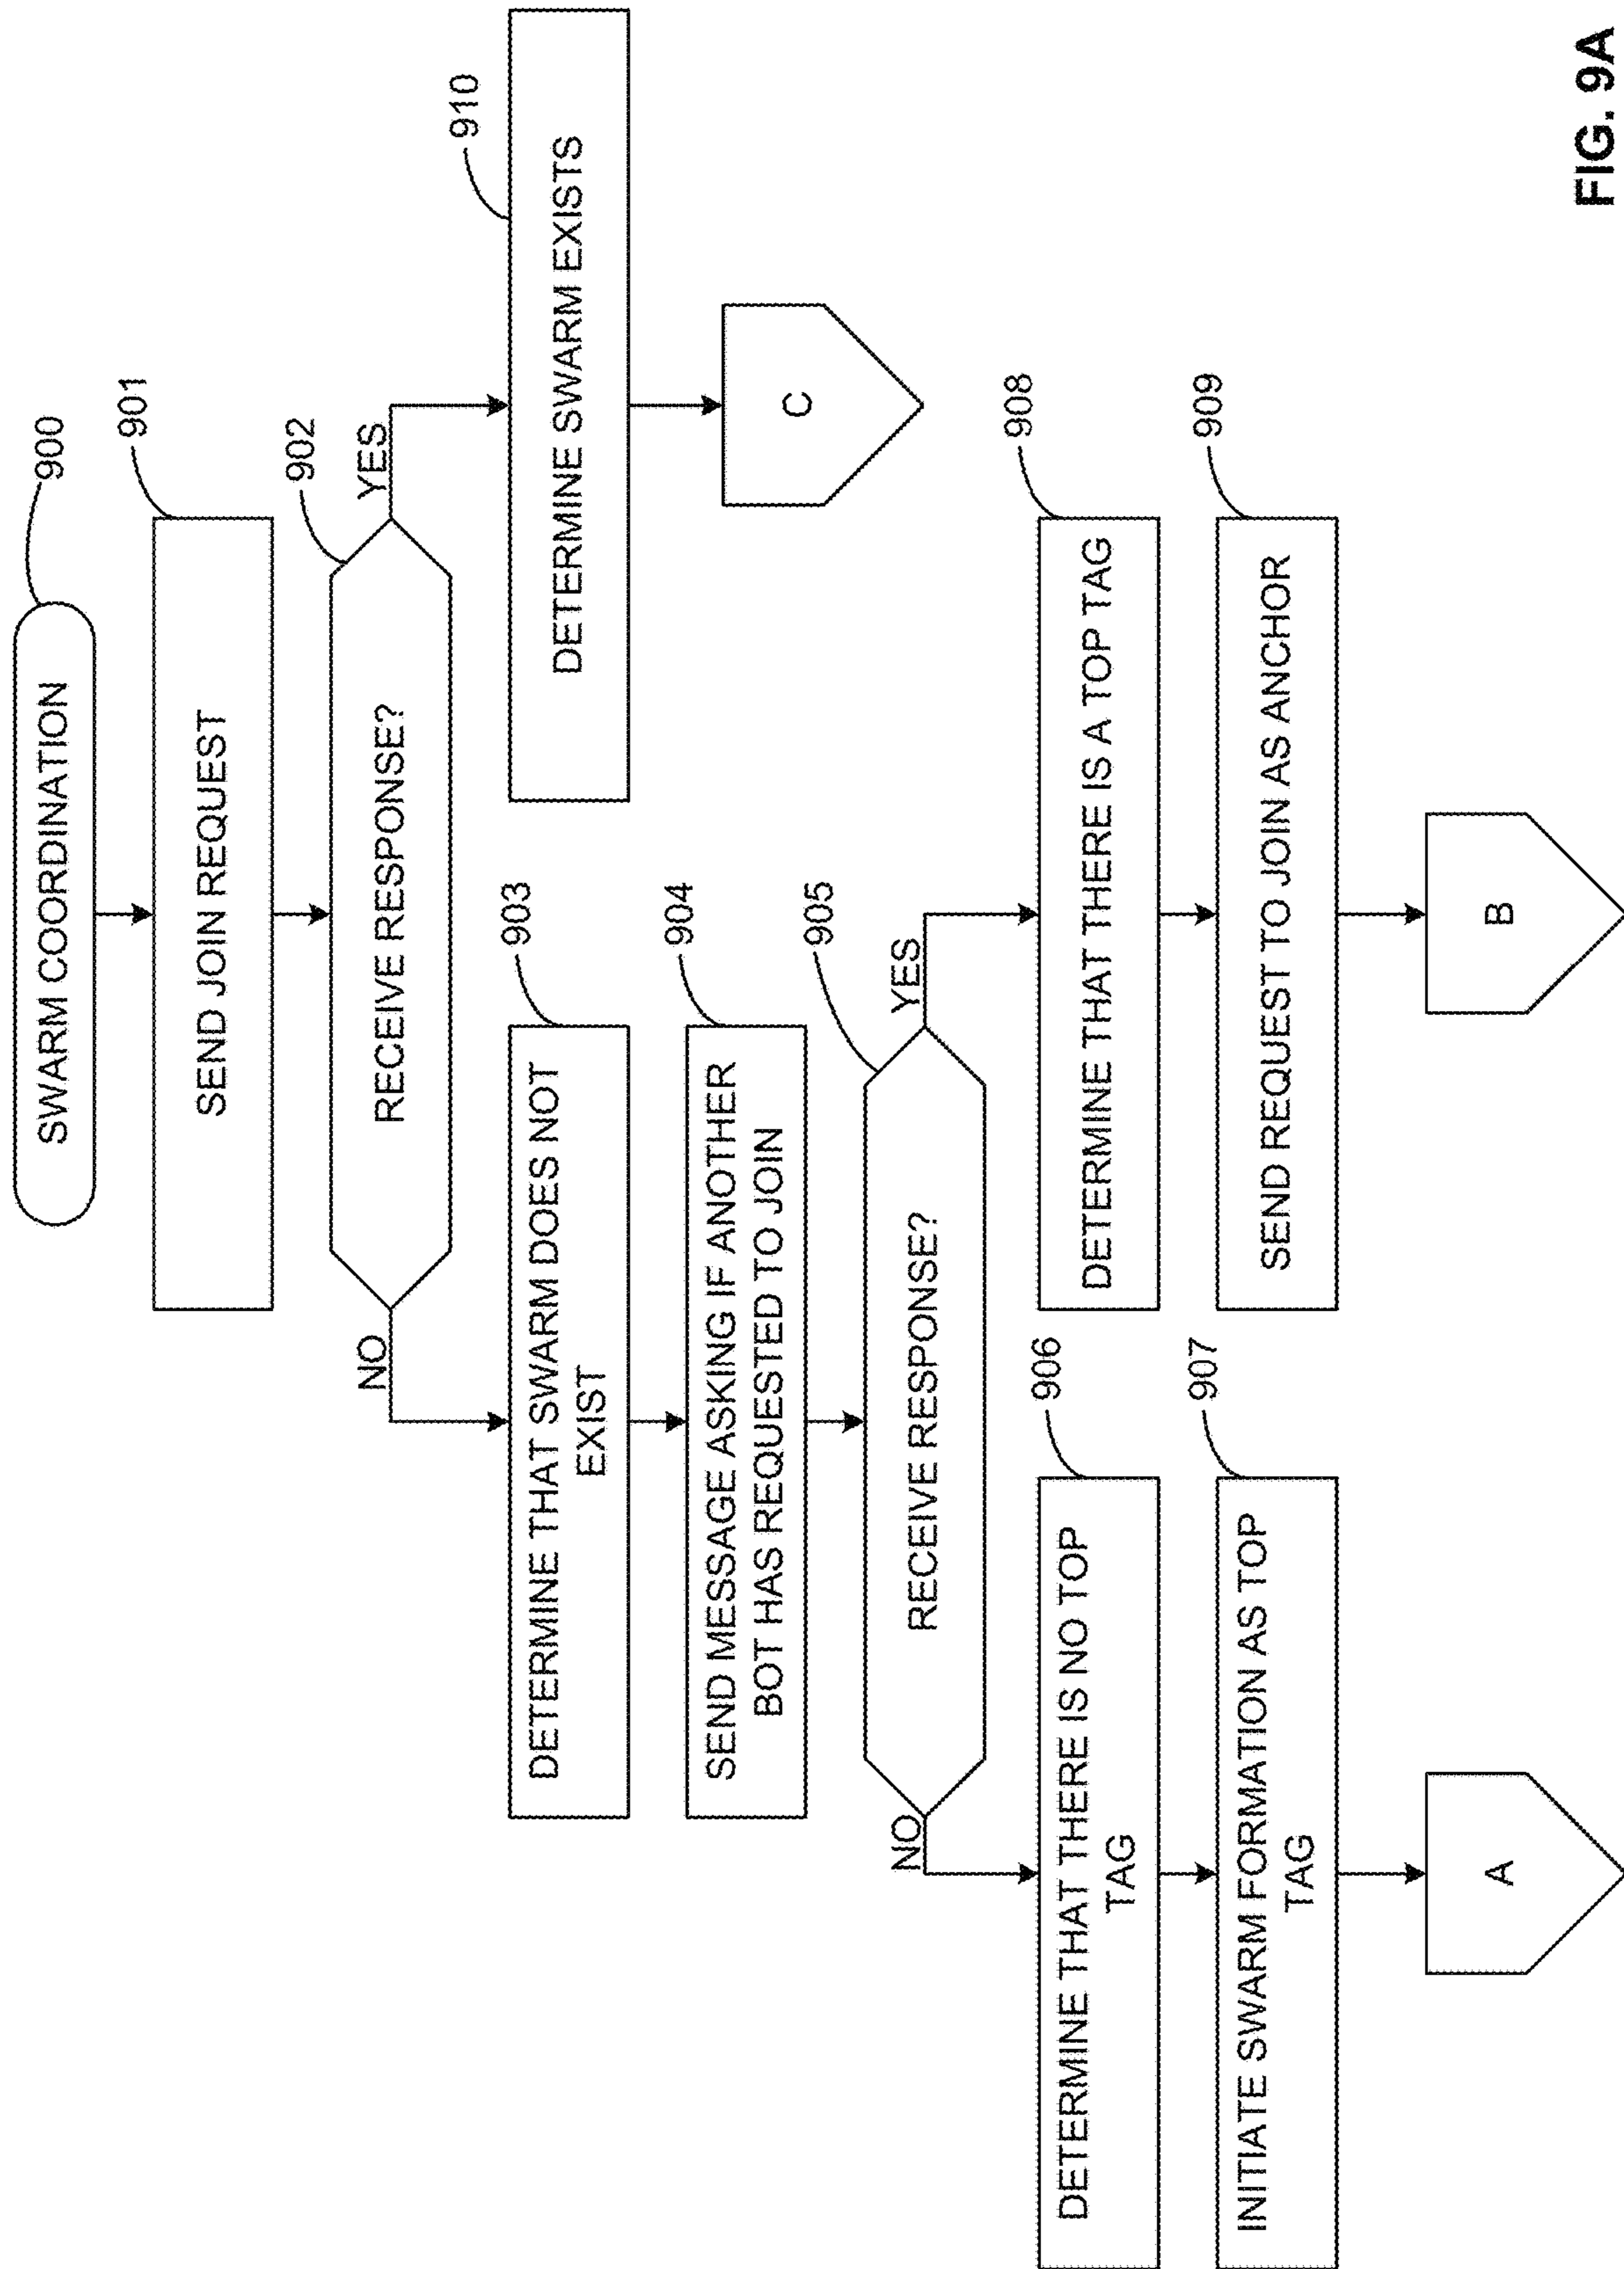 SWARM COORDINATION
900
SEND JOIN REQUEST
901
RECEIVE RESPONSE?
902
NO
YES
DETERMINE THAT SWARM DOES NOT
EXIST
903
DETERMINE SWARM EXISTS
910
SEND MESSAGE ASKING IF ANOTHER
BOT HAS REQUESTED TO JOIN
904
C
RECEIVE RESPONSE?
905
NO
YES
DETERMINE THAT THERE IS NO TOP
TAG
906
DETERMINE THAT THERE IS A TOP TAG
908
INITIATE SWARM FORMATION AS TOP
TAG
907
SEND REQUEST TO JOIN AS ANCHOR
909
A
B
FIG. 9A